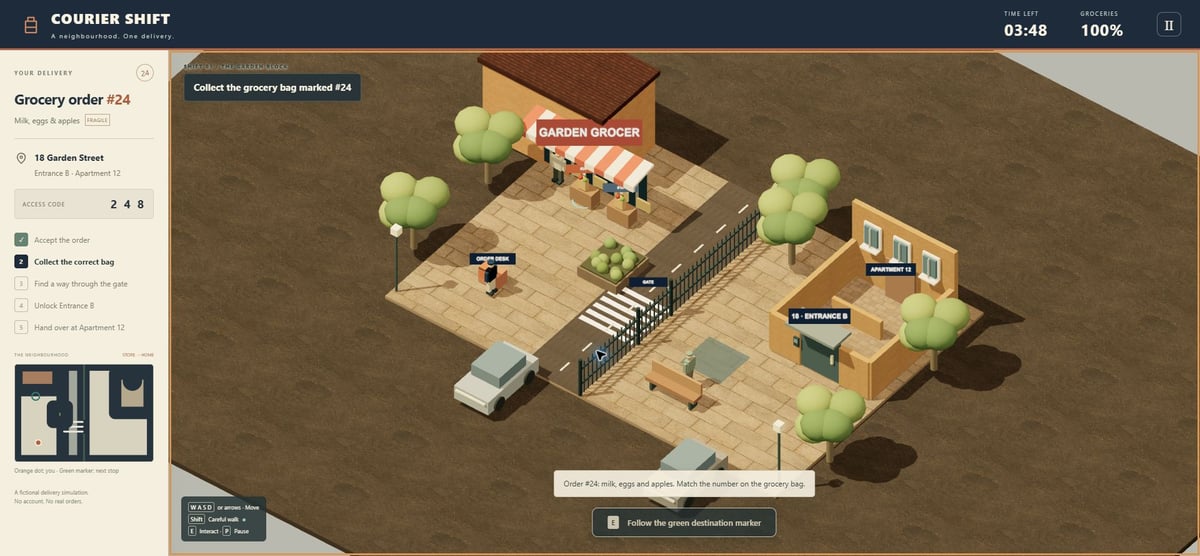 COURIER SHIFT
A neighbourhood. One delivery.
TIME LEFT
03:48
GROCERIES
100%
II
YOUR DELIVERY
24
Grocery order #24
Milk, eggs & apples
FRAGILE
18 Garden Street
Entrance B · Apartment 12
ACCESS CODE
2 4 8
✓ Accept the order
2 Collect the correct bag
3 Find a way through the gate
4 Unlock Entrance B
5 Hand over at Apartment 12
THE NEIGHBOURHOOD
Orange dot: you · Green marker: next stop
A fictional delivery simulation.
No account. No real orders.
Collect the grocery bag marked #24
GARDEN GROCER
ORDER DESK
GATE
APARTMENT 12
18 · ENTRANCE B
Order #24: milk, eggs and apples. Match the number on the grocery bag.
E Follow the green destination marker
W A S D or arrows · Move
Shift Careful walk
E Interact · P Pause